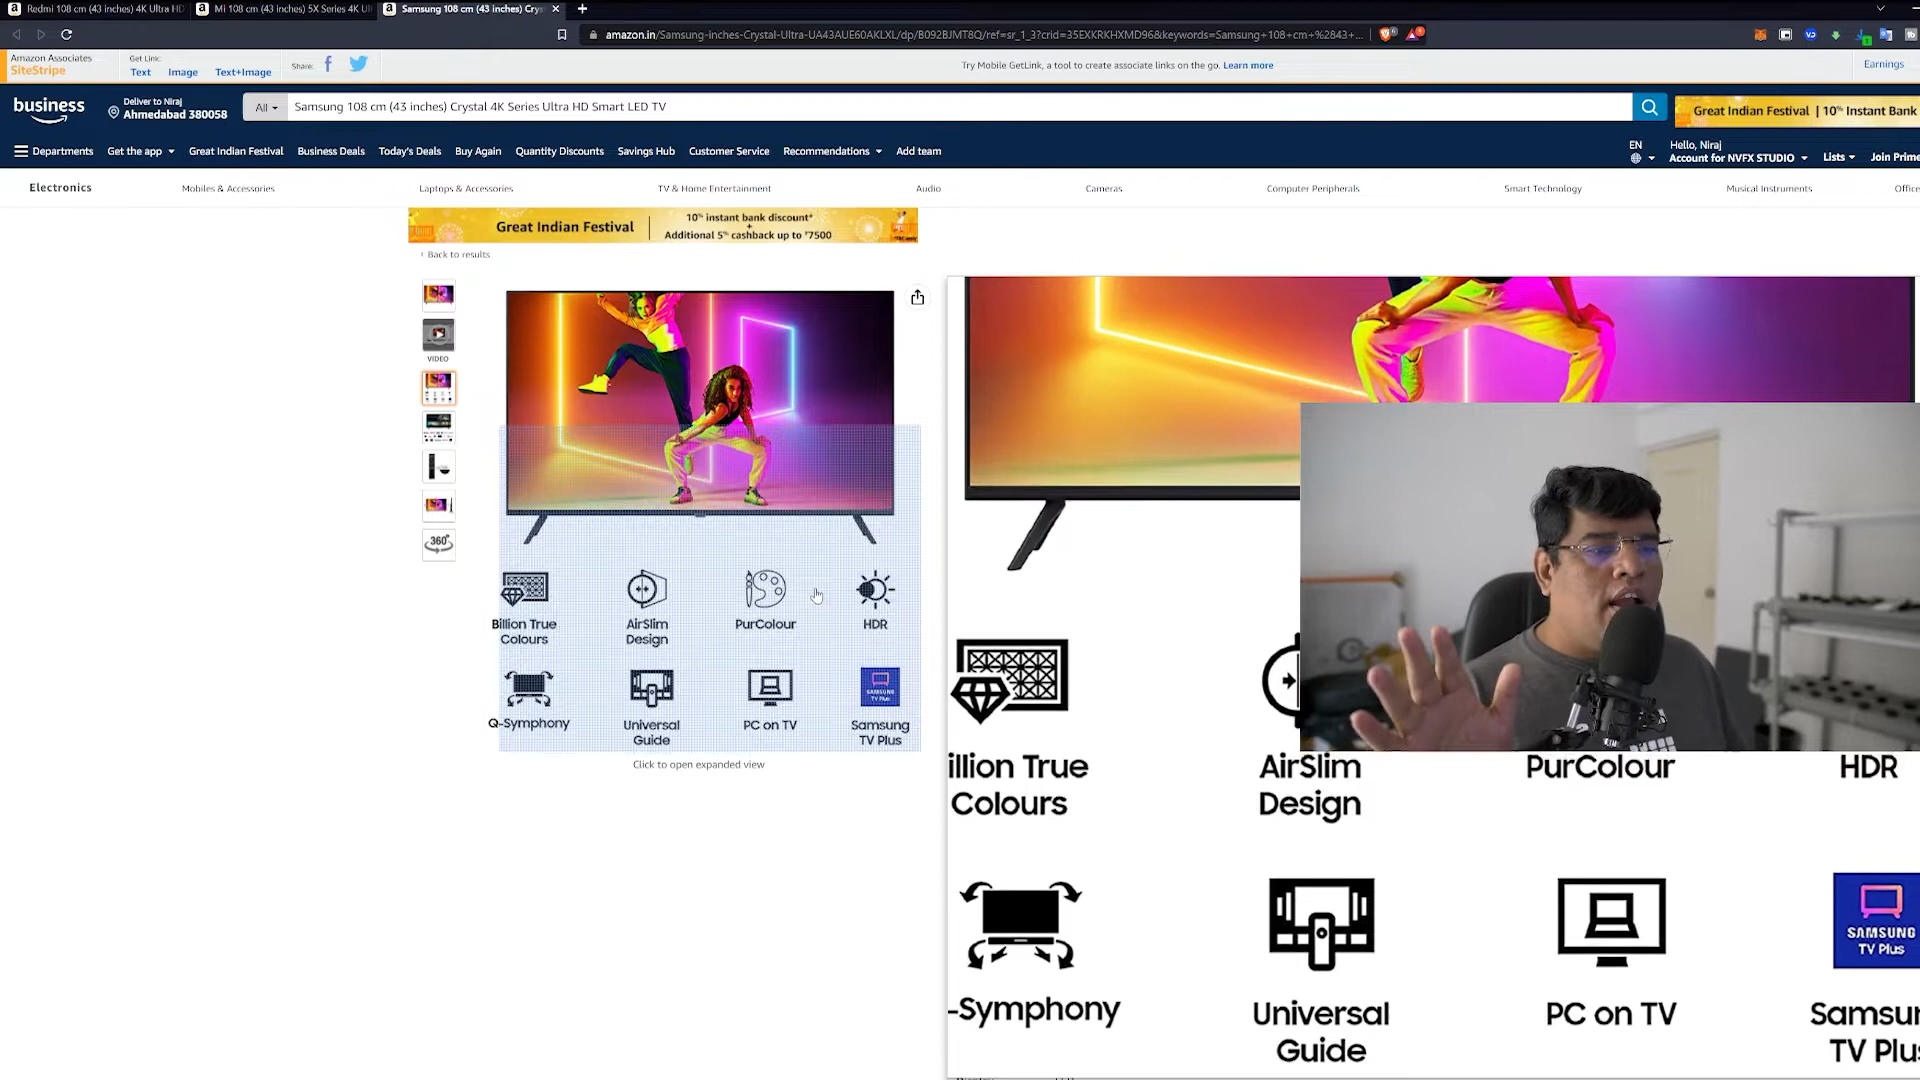 Redmi 108 cm (43 inches) 4K Ultra HD
Mi 108 cm (43 inches) 5X Series 4K Ul
Samsung 108 cm (43 inches) Cry
amazon.in/Samsung-inches-Crystal-Ultra-UA43AUE60AKLXL/dp/B092BJMT8Q/ref=sr_1_3?crid=35EXKRKHXMD96&keywords=Samsung+108+cm+%2843+...
Amazon Associates
SiteStripe
Get Link:
Text
Image
Text+Image
Share:
Try Mobile GetLink, a tool to create associate links on the go. Learn more
Earnings
business
Deliver to Niraj
Ahmedabad 380058
All
Samsung 108 cm (43 inches) Crystal 4K Series Ultra HD Smart LED TV
Great Indian Festival | 10% Instant Bank
Departments
Get the app
Great Indian Festival
Business Deals
Today's Deals
Buy Again
Quantity Discounts
Savings Hub
Customer Service
Recommendations
Add team
EN
Hello, Niraj
Account for NVFX STUDIO
Lists
Join Prime
Electronics
Mobiles & Accessories
Laptops & Accessories
TV & Home Entertainment
Audio
Cameras
Computer Peripherals
Smart Technology
Musical Instruments
Office
Great Indian Festival
10% instant bank discount*
+
Additional 5% cashback up to ₹7500
‹ Back to results
VIDEO
360°
Billion True
Colours
AirSlim
Design
PurColour
HDR
Q-Symphony
Universal
Guide
PC on TV
SAMSUNG
TV Plus
Samsung
TV Plus
Click to open expanded view
illion True
Colours
AirSlim
Design
PurColour
HDR
-Symphony
Universal
Guide
PC on TV
SAMSUNG
TV Plus
Samsu
TV Plu